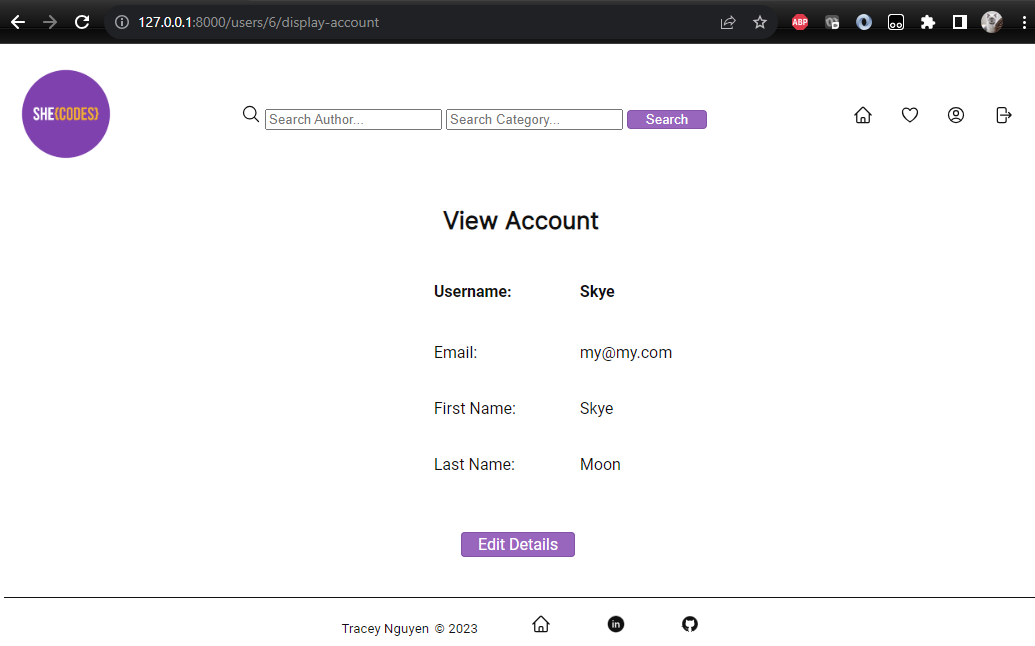 127.0.0.1:8000/users/6/display-account
ABP
SHE{CODES}
Search Author... Search Category... Search
View Account
Username: Skye
Email: my@my.com
First Name: Skye
Last Name: Moon
Edit Details
Tracey Nguyen © 2023 in